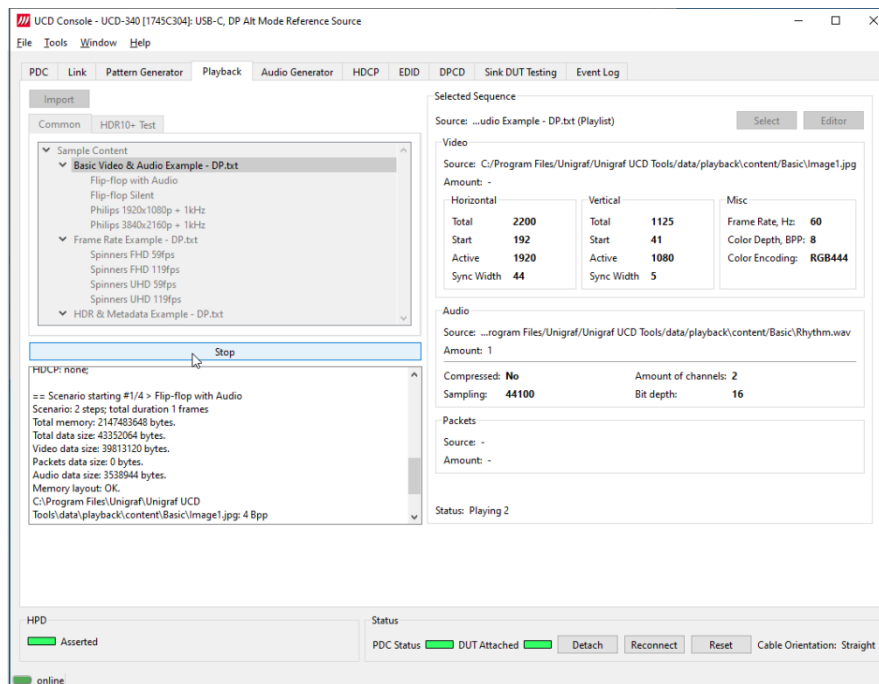 UCD Console - UCD-340 [1745C304]: USB-C, DP Alt Mode Reference Source
File Tools Window Help
PDC Link Pattern Generator Playback Audio Generator HDCP EDID DPCD Sink DUT Testing Event Log
Import
Common HDR10+ Test
Sample Content
Basic Video & Audio Example - DP.txt
Flip-flop with Audio
Flip-flop Silent
Philips 1920x1080p + 1kHz
Philips 3840x2160p + 1kHz
Frame Rate Example - DP.txt
Spinners FHD 59fps
Spinners FHD 119fps
Spinners UHD 59fps
Spinners UHD 119fps
HDR & Metadata Example - DP.txt
Stop
HDCP: none;
== Scenario starting #1/4 > Flip-flop with Audio
Scenario: 2 steps; total duration 1 frames
Total memory: 2147483648 bytes.
Total data size: 43352064 bytes.
Video data size: 39813120 bytes.
Packets data size: 0 bytes.
Audio data size: 3538944 bytes.
Memory layout: OK.
C:\Program Files\Unigraf\Unigraf UCD
Tools\data\playback\content\Basic\Image1.jpg: 4 Bpp
Selected Sequence
Source: ...udio Example - DP.txt (Playlist) Select Editor
Video
Source: C:/Program Files/Unigraf/Unigraf UCD Tools/data/playback\content/Basic\Image1.jpg
Amount: -
Horizontal Vertical Misc
Total 2200 Total 1125 Frame Rate, Hz: 60
Start 192 Start 41 Color Depth, BPP: 8
Active 1920 Active 1080 Color Encoding: RGB444
Sync Width 44 Sync Width 5
Audio
Source: ...rogram Files/Unigraf/Unigraf UCD Tools/data/playback\content/Basic\Rhythm.wav
Amount: 1
Compressed: No Amount of channels: 2
Sampling: 44100 Bit depth: 16
Packets
Source: -
Amount: -
Status: Playing 2
HPD Status
Asserted PDC Status DUT Attached Detach Reconnect Reset Cable Orientation: Straight
online